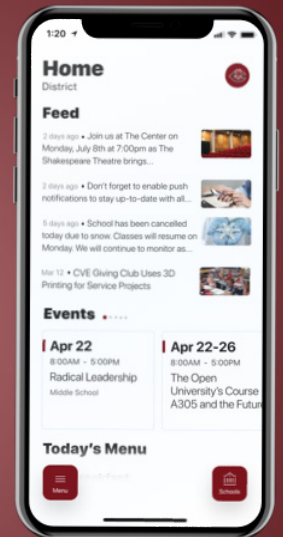 1:20
Home
District
Feed
2 days ago • Join us at The Center on
Monday, July 8th at 7:00pm as The
Shakespeare Theatre brings...
2 days ago • Don't forget to enable push
notifications to stay up-to-date with all...
5 days ago • School has been cancelled
today due to snow. Classes will resume on
Monday. We will continue to monitor as...
Mar 12 • CVE Giving Club Uses 3D
Printing for Service Projects
Events
Apr 22
8:00AM - 5:00PM
Radical Leadership
Middle School
Apr 22-26
8:00AM - 5:00PM
The Open
University's Course
A305 and the Future
Today's Menu
Menu
Schools